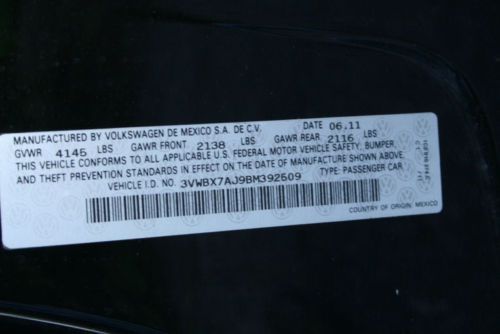 MANUFACTURED BY VOLKSWAGEN DE MEXICO S.A. DE C.V. DATE 06.11
GVWR 4145 LBS GAWR FRONT 2138 LBS GAWR REAR 2116 LBS
THIS VEHICLE CONFORMS TO ALL APPLICABLE U.S. FEDERAL MOTOR VEHICLE SAFETY, BUMPER,
& THEFT PREVENTION STANDARDS IN EFFECT ON THE DATE OF MANUFACTURE SHOWN ABOVE.
VEHICLE I.D. NO. 3VWBX7AJ9BM392609 TYPE: PASSENGER CAR
COUNTRY OF ORIGIN: MEXICO